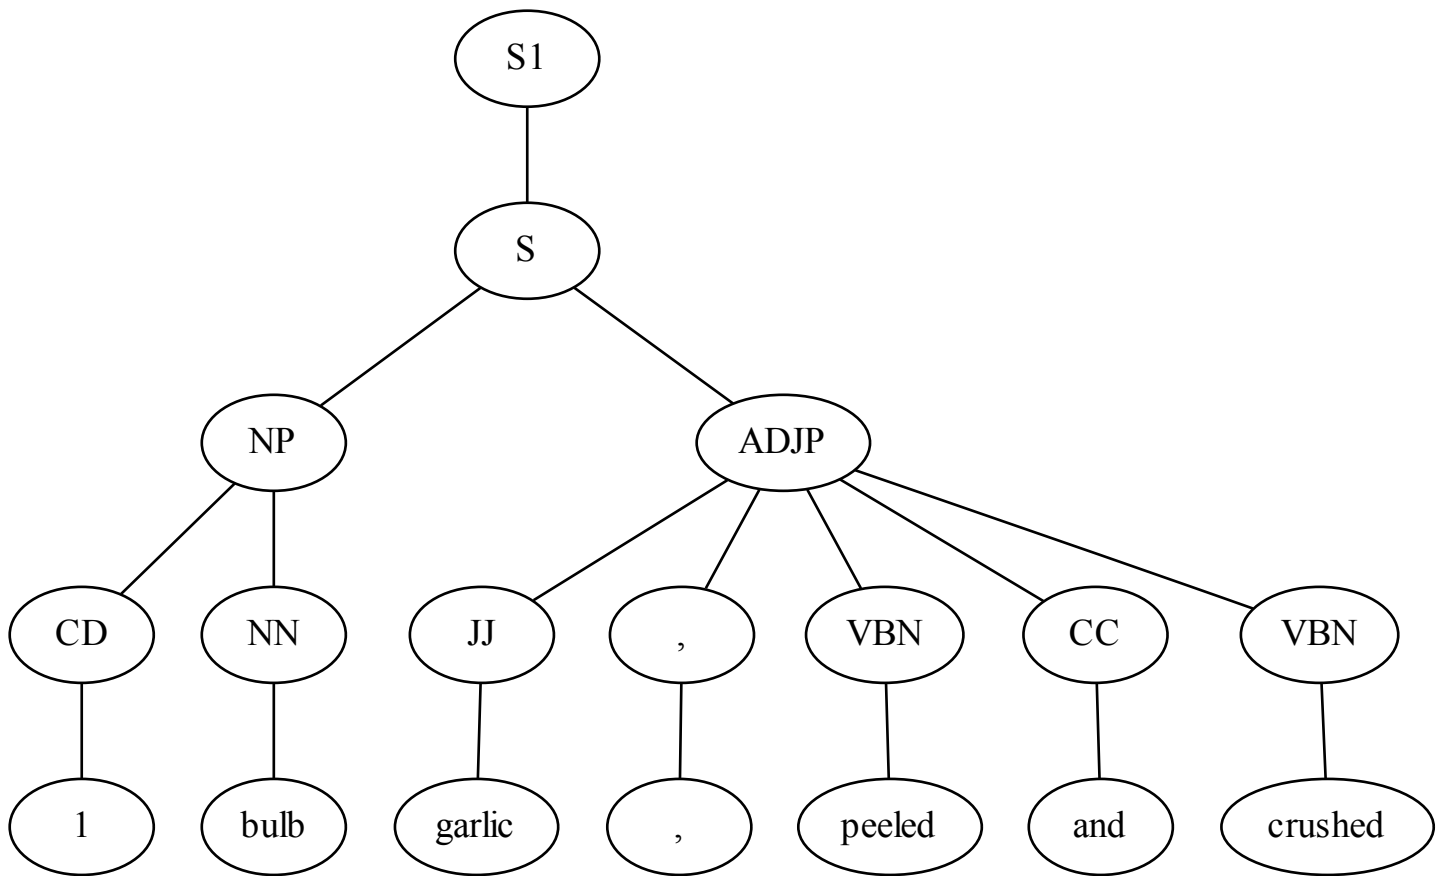 S1
S
NP ADJP
CD NN JJ , VBN CC VBN
1 bulb garlic , peeled and crushed